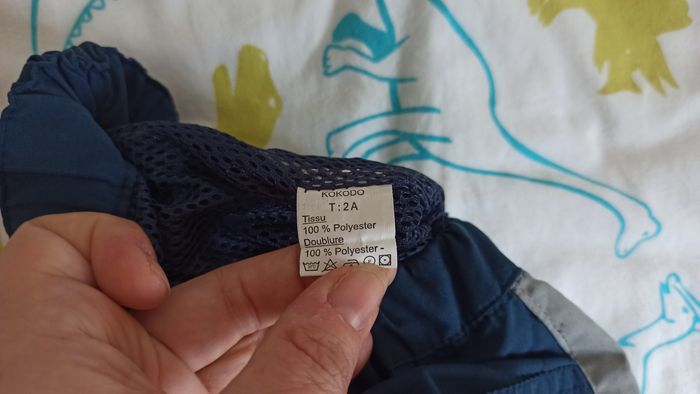 KOKODO
T:2A
Tissu
100 % Polyester
Doublure
100 % Polyester -